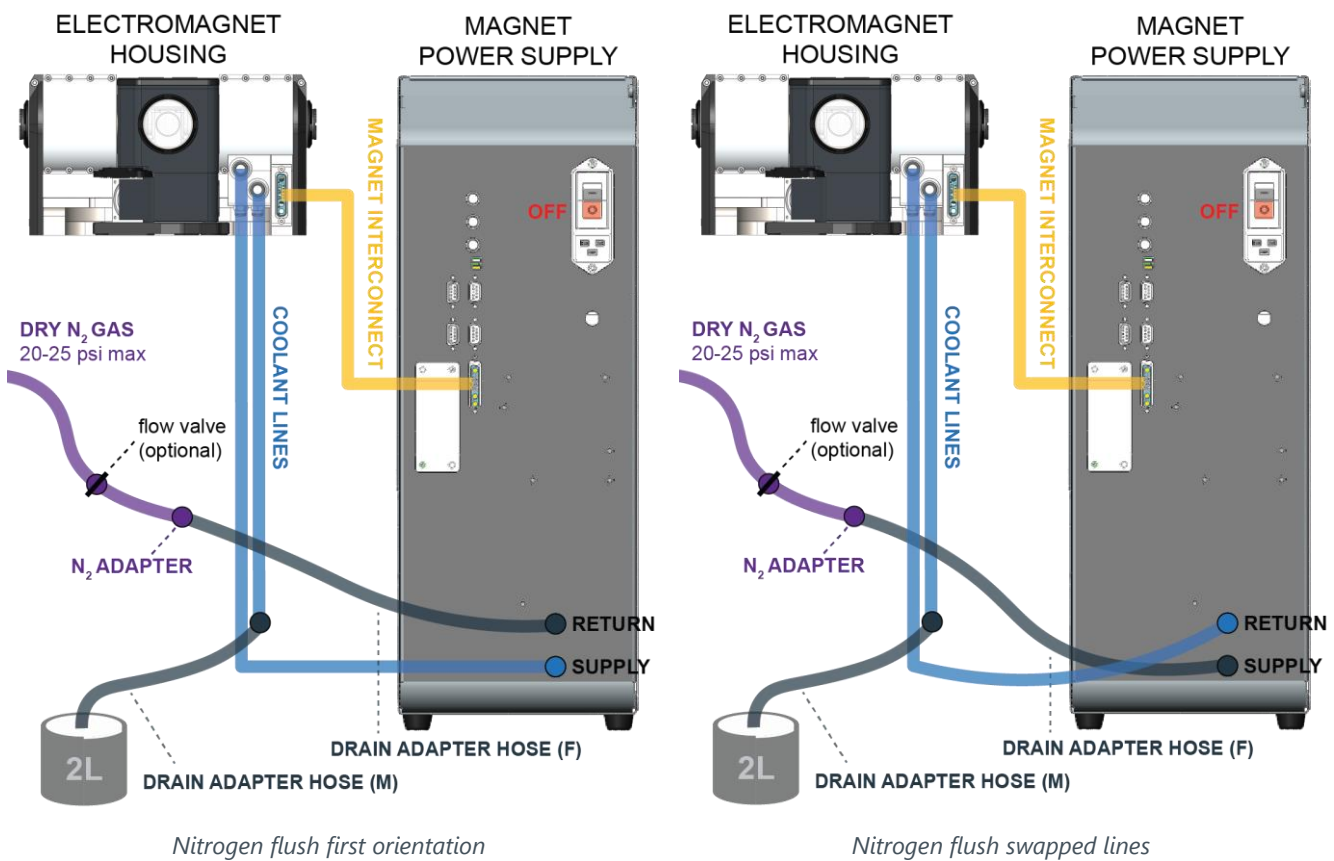 ELECTROMAGNET
HOUSING
MAGNET
POWER SUPPLY
MAGNET INTERCONNECT
OFF
COOLANT LINES
DRY N₂ GAS
20-25 psi max
flow valve
(optional)
N₂ ADAPTER
RETURN
SUPPLY
DRAIN ADAPTER HOSE (F)
2L
DRAIN ADAPTER HOSE (M)
Nitrogen flush first orientation
ELECTROMAGNET
HOUSING
MAGNET
POWER SUPPLY
MAGNET INTERCONNECT
OFF
COOLANT LINES
DRY N₂ GAS
20-25 psi max
flow valve
(optional)
N₂ ADAPTER
RETURN
SUPPLY
DRAIN ADAPTER HOSE (F)
2L
DRAIN ADAPTER HOSE (M)
Nitrogen flush swapped lines